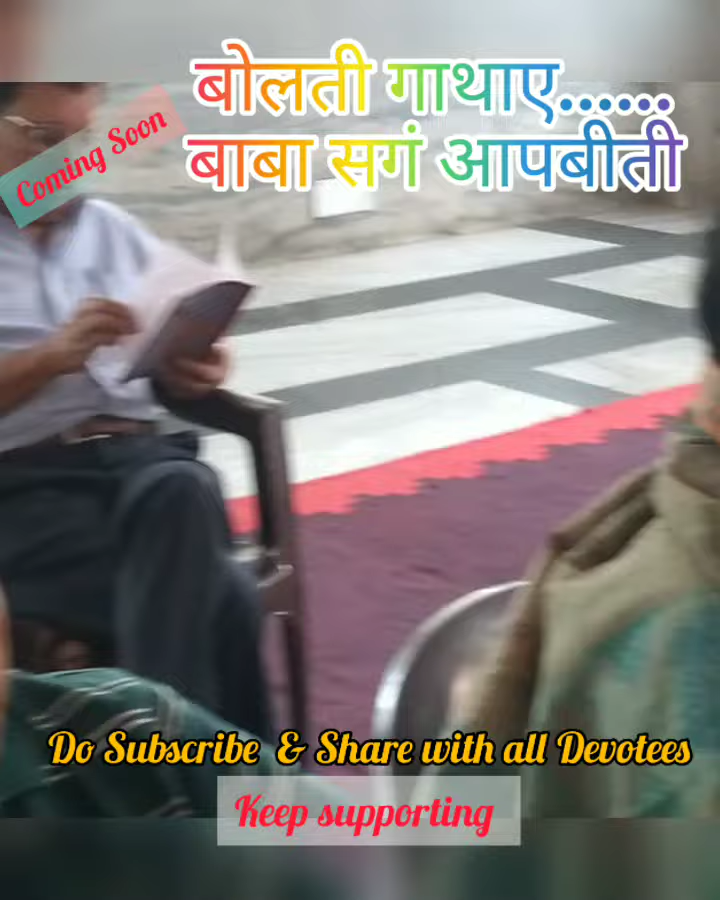 बोलती गाथाए......
बाबा सगं आपबीती
Coming Soon
Do Subscribe & Share with all Devotees
Keep supporting